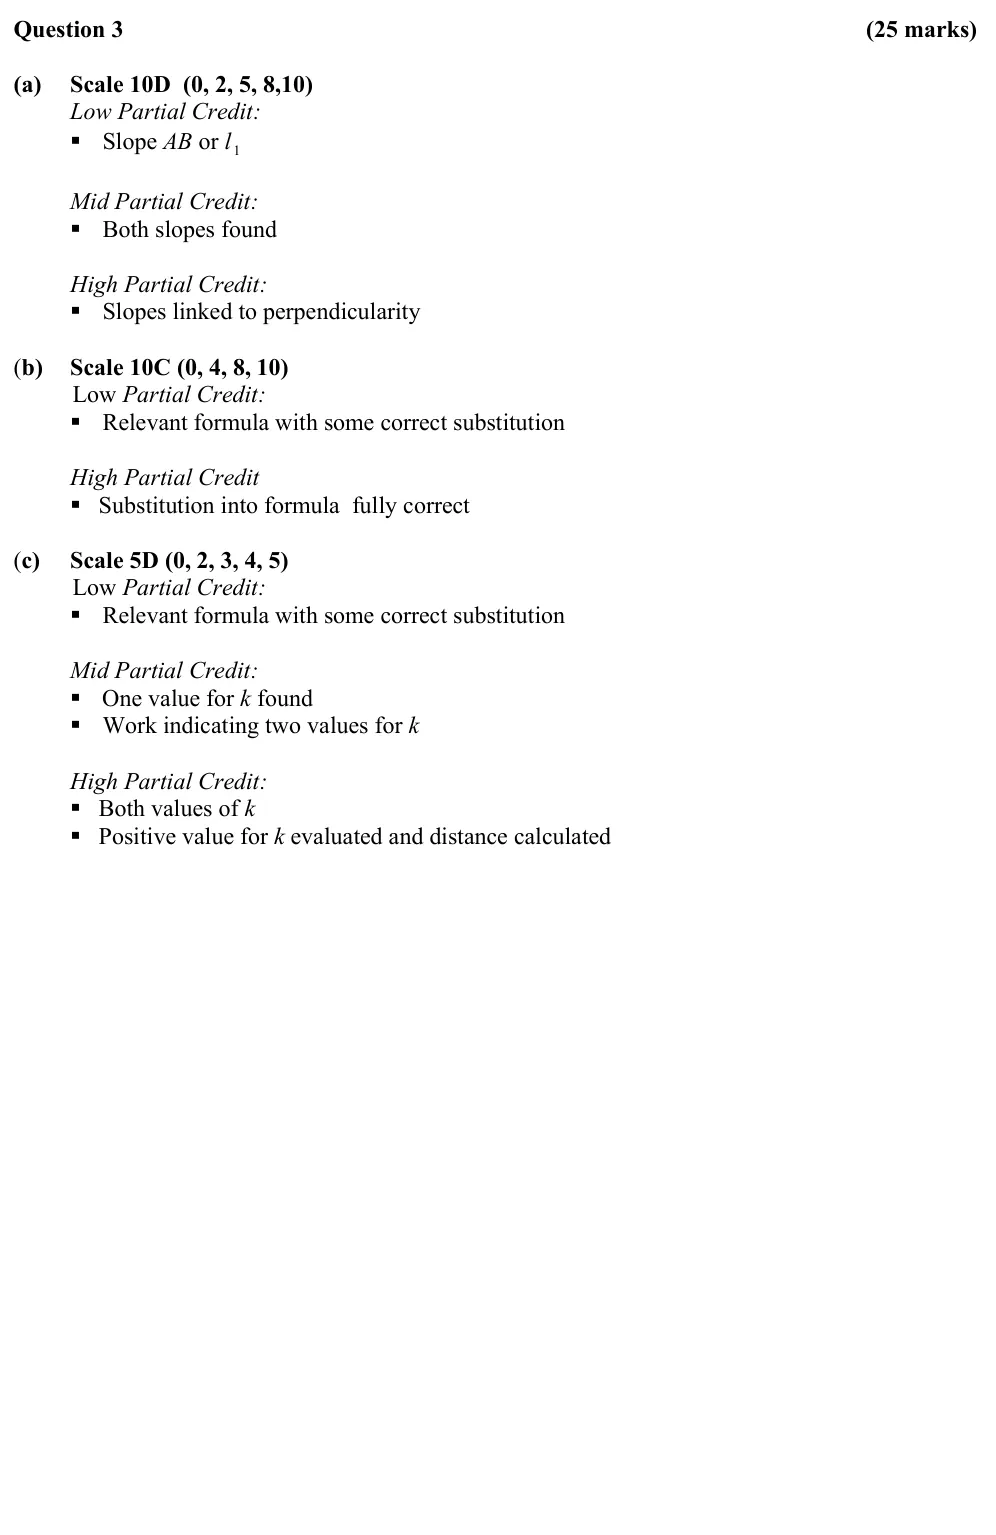 Question 3 (25 marks)
(a) Scale 10D  (0, 2, 5, 8,10)
Low Partial Credit:
▪ Slope AB or l₁
Mid Partial Credit:
▪ Both slopes found
High Partial Credit:
▪ Slopes linked to perpendicularity
(b) Scale 10C (0, 4, 8, 10)
Low Partial Credit:
▪ Relevant formula with some correct substitution
High Partial Credit
▪ Substitution into formula  fully correct
(c) Scale 5D (0, 2, 3, 4, 5)
Low Partial Credit:
▪ Relevant formula with some correct substitution
Mid Partial Credit:
▪ One value for k found
▪ Work indicating two values for k
High Partial Credit:
▪ Both values of k
▪ Positive value for k evaluated and distance calculated